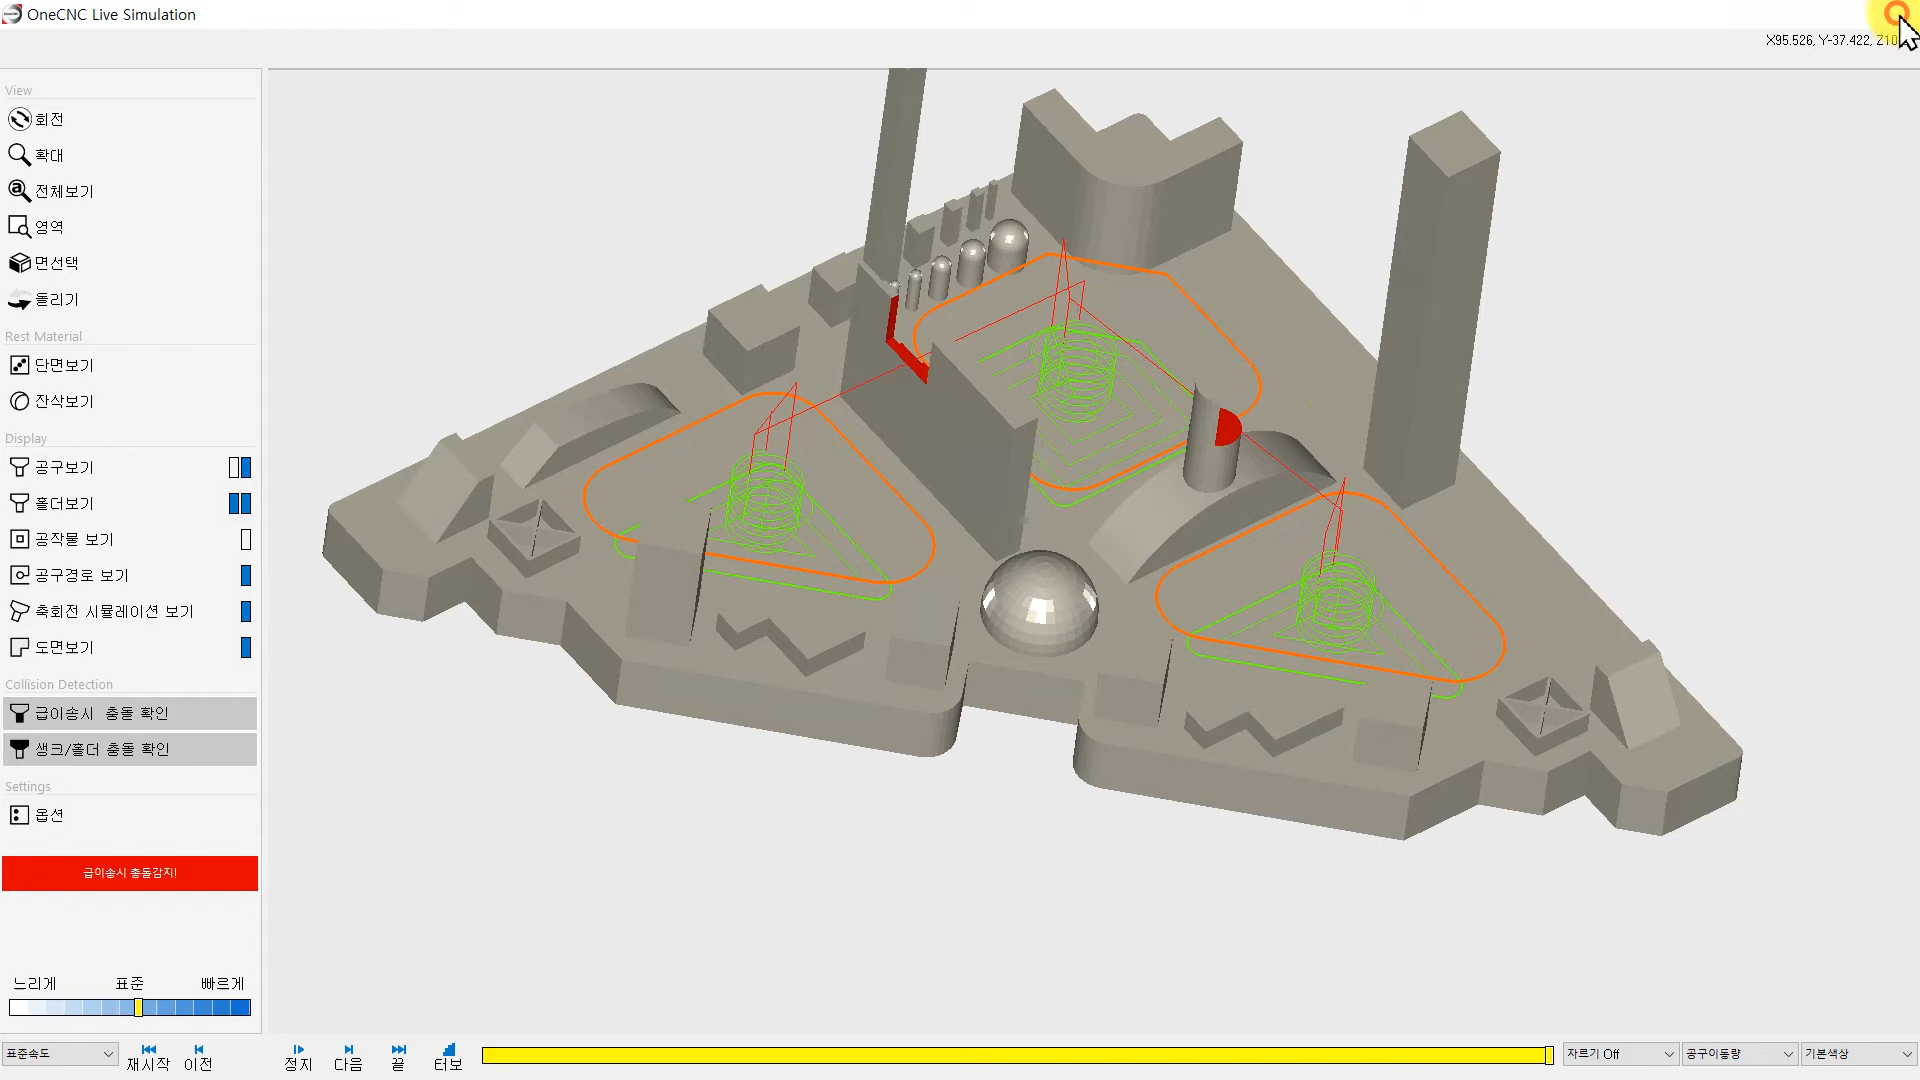 OneCNC Live Simulation
X95.526, Y-37.422, Z10
View
회전
확대
전체보기
영역
면선택
돌리기
Rest Material
단면보기
잔삭보기
Display
공구보기
홀더보기
공작물 보기
공구경로 보기
축회전 시뮬레이션 보기
도면보기
Collision Detection
급이송시 충돌 확인
생크/홀더 충돌 확인
Settings
옵션
급이송시 충돌감지!
느리게 표준 빠르게
표준속도 재시작 이전 정지 다음 끝 터보 자르기 Off 공구이동량 기본색상